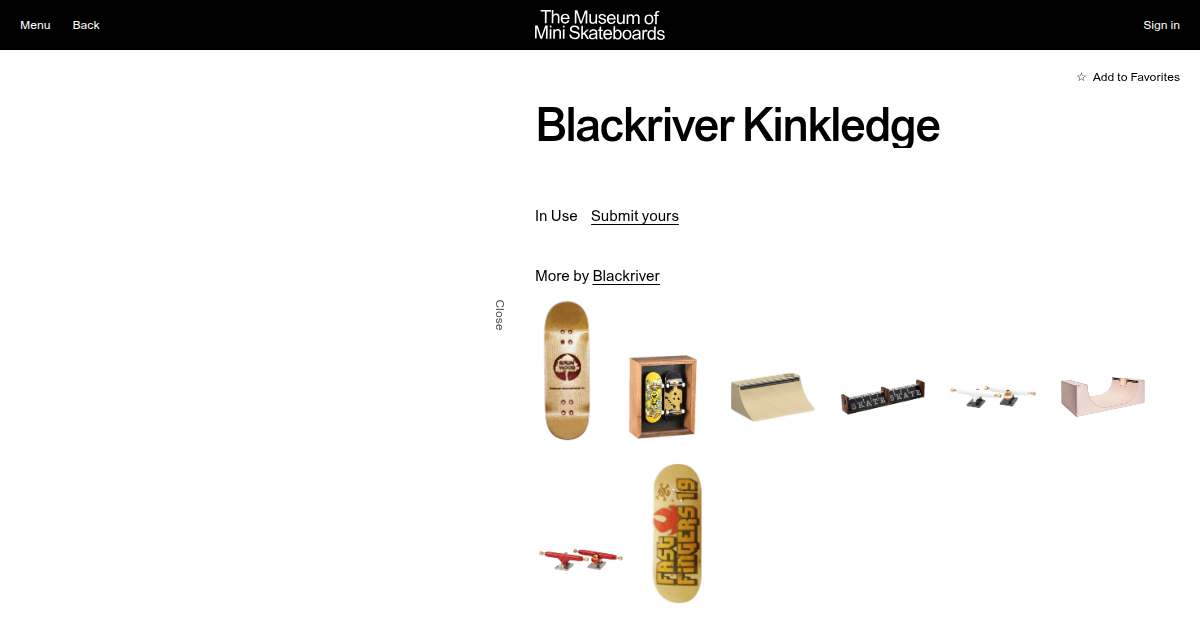 Menu
Back
The Museum of
Mini Skateboards
Sign in
☆ Add to Favorites
Blackriver Kinkledge
In Use
Submit yours
More by Blackriver
Close
SKATE SKATE
FAST
FINGERS 19